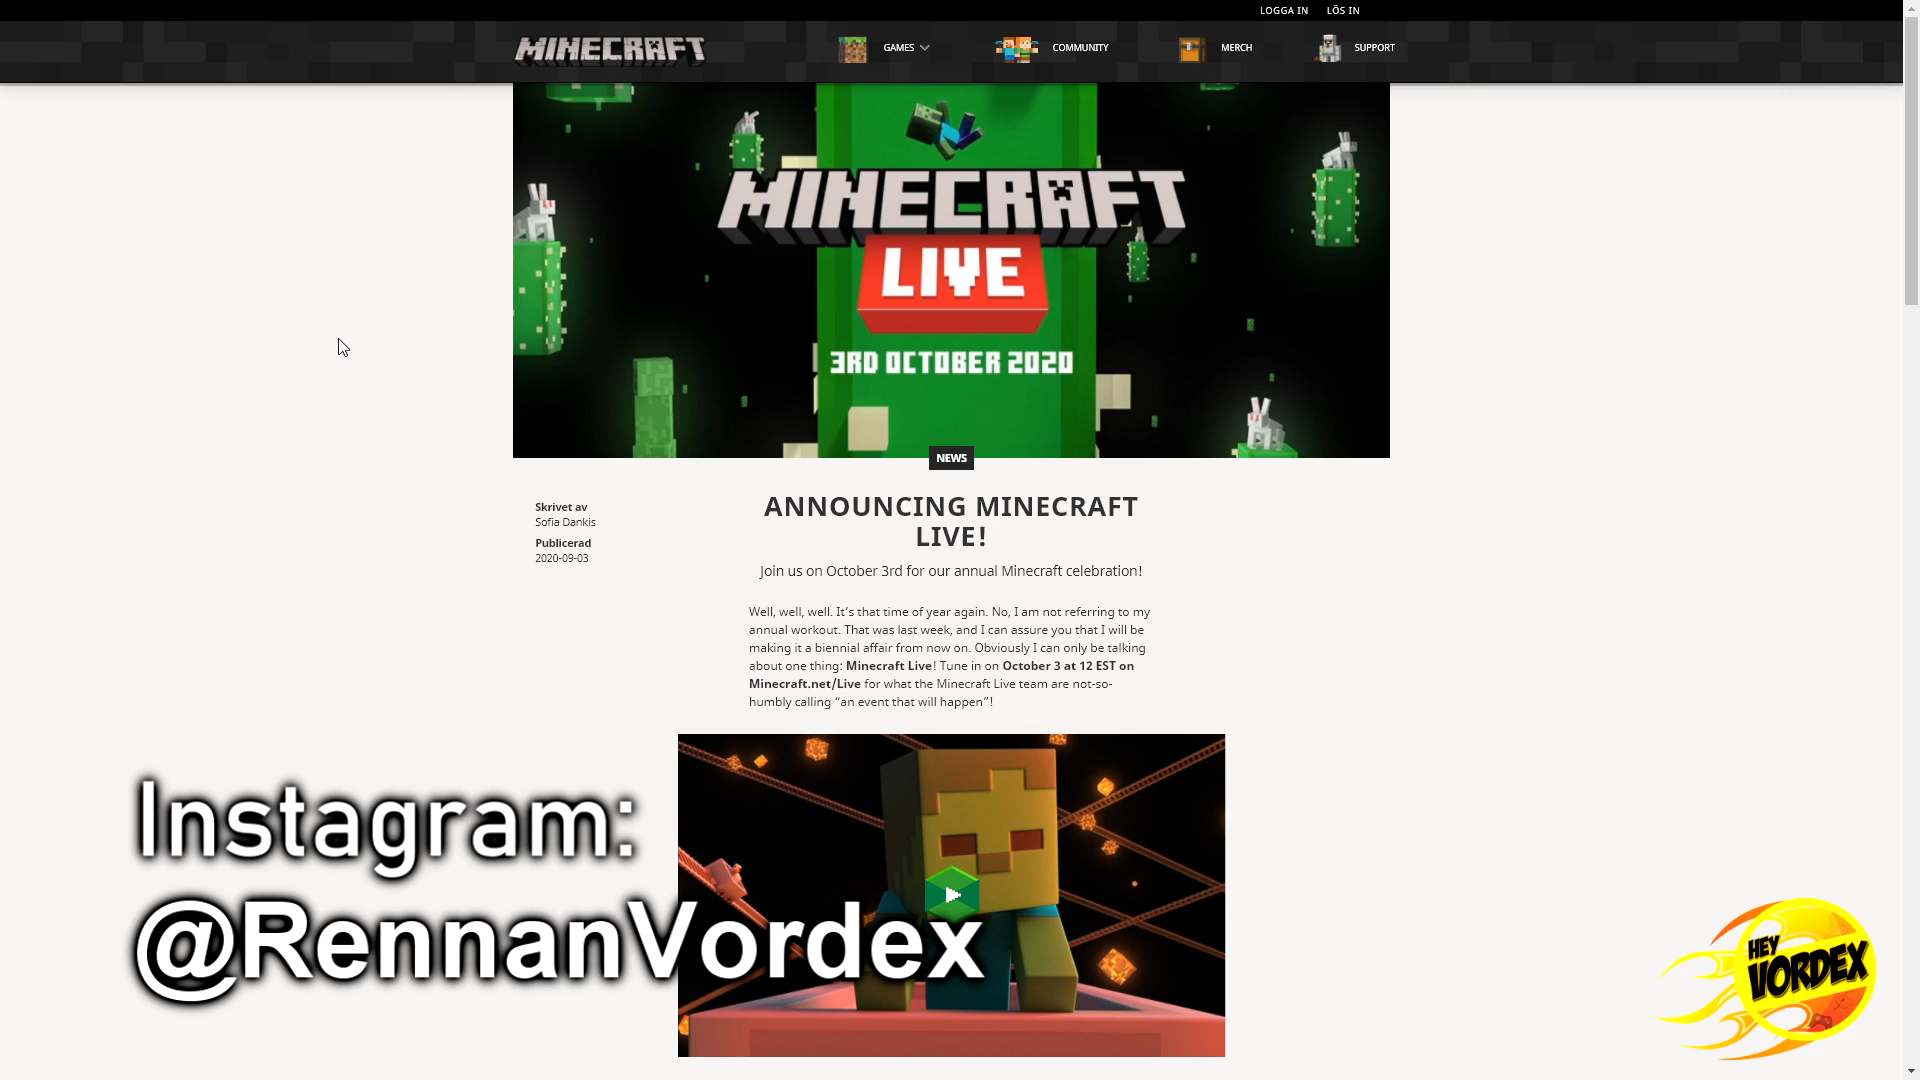 LOGGA IN LÖS IN
MINECRAFT GAMES COMMUNITY MERCH SUPPORT
MINECRAFT
LIVE
3RD OCTOBER 2020
NEWS
ANNOUNCING MINECRAFT
LIVE!
Skrivet av
Sofia Dankis
Publicerad
2020-09-03
Join us on October 3rd for our annual Minecraft celebration!
Well, well, well. It’s that time of year again. No, I am not referring to my
annual workout. That was last week, and I can assure you that I will be
making it a biennial affair from now on. Obviously I can only be talking
about one thing: Minecraft Live! Tune in on October 3 at 12 EST on
Minecraft.net/Live for what the Minecraft Live team are not-so-
humbly calling “an event that will happen”!
Instagram:
@RennanVordex
HEY
VORDEX